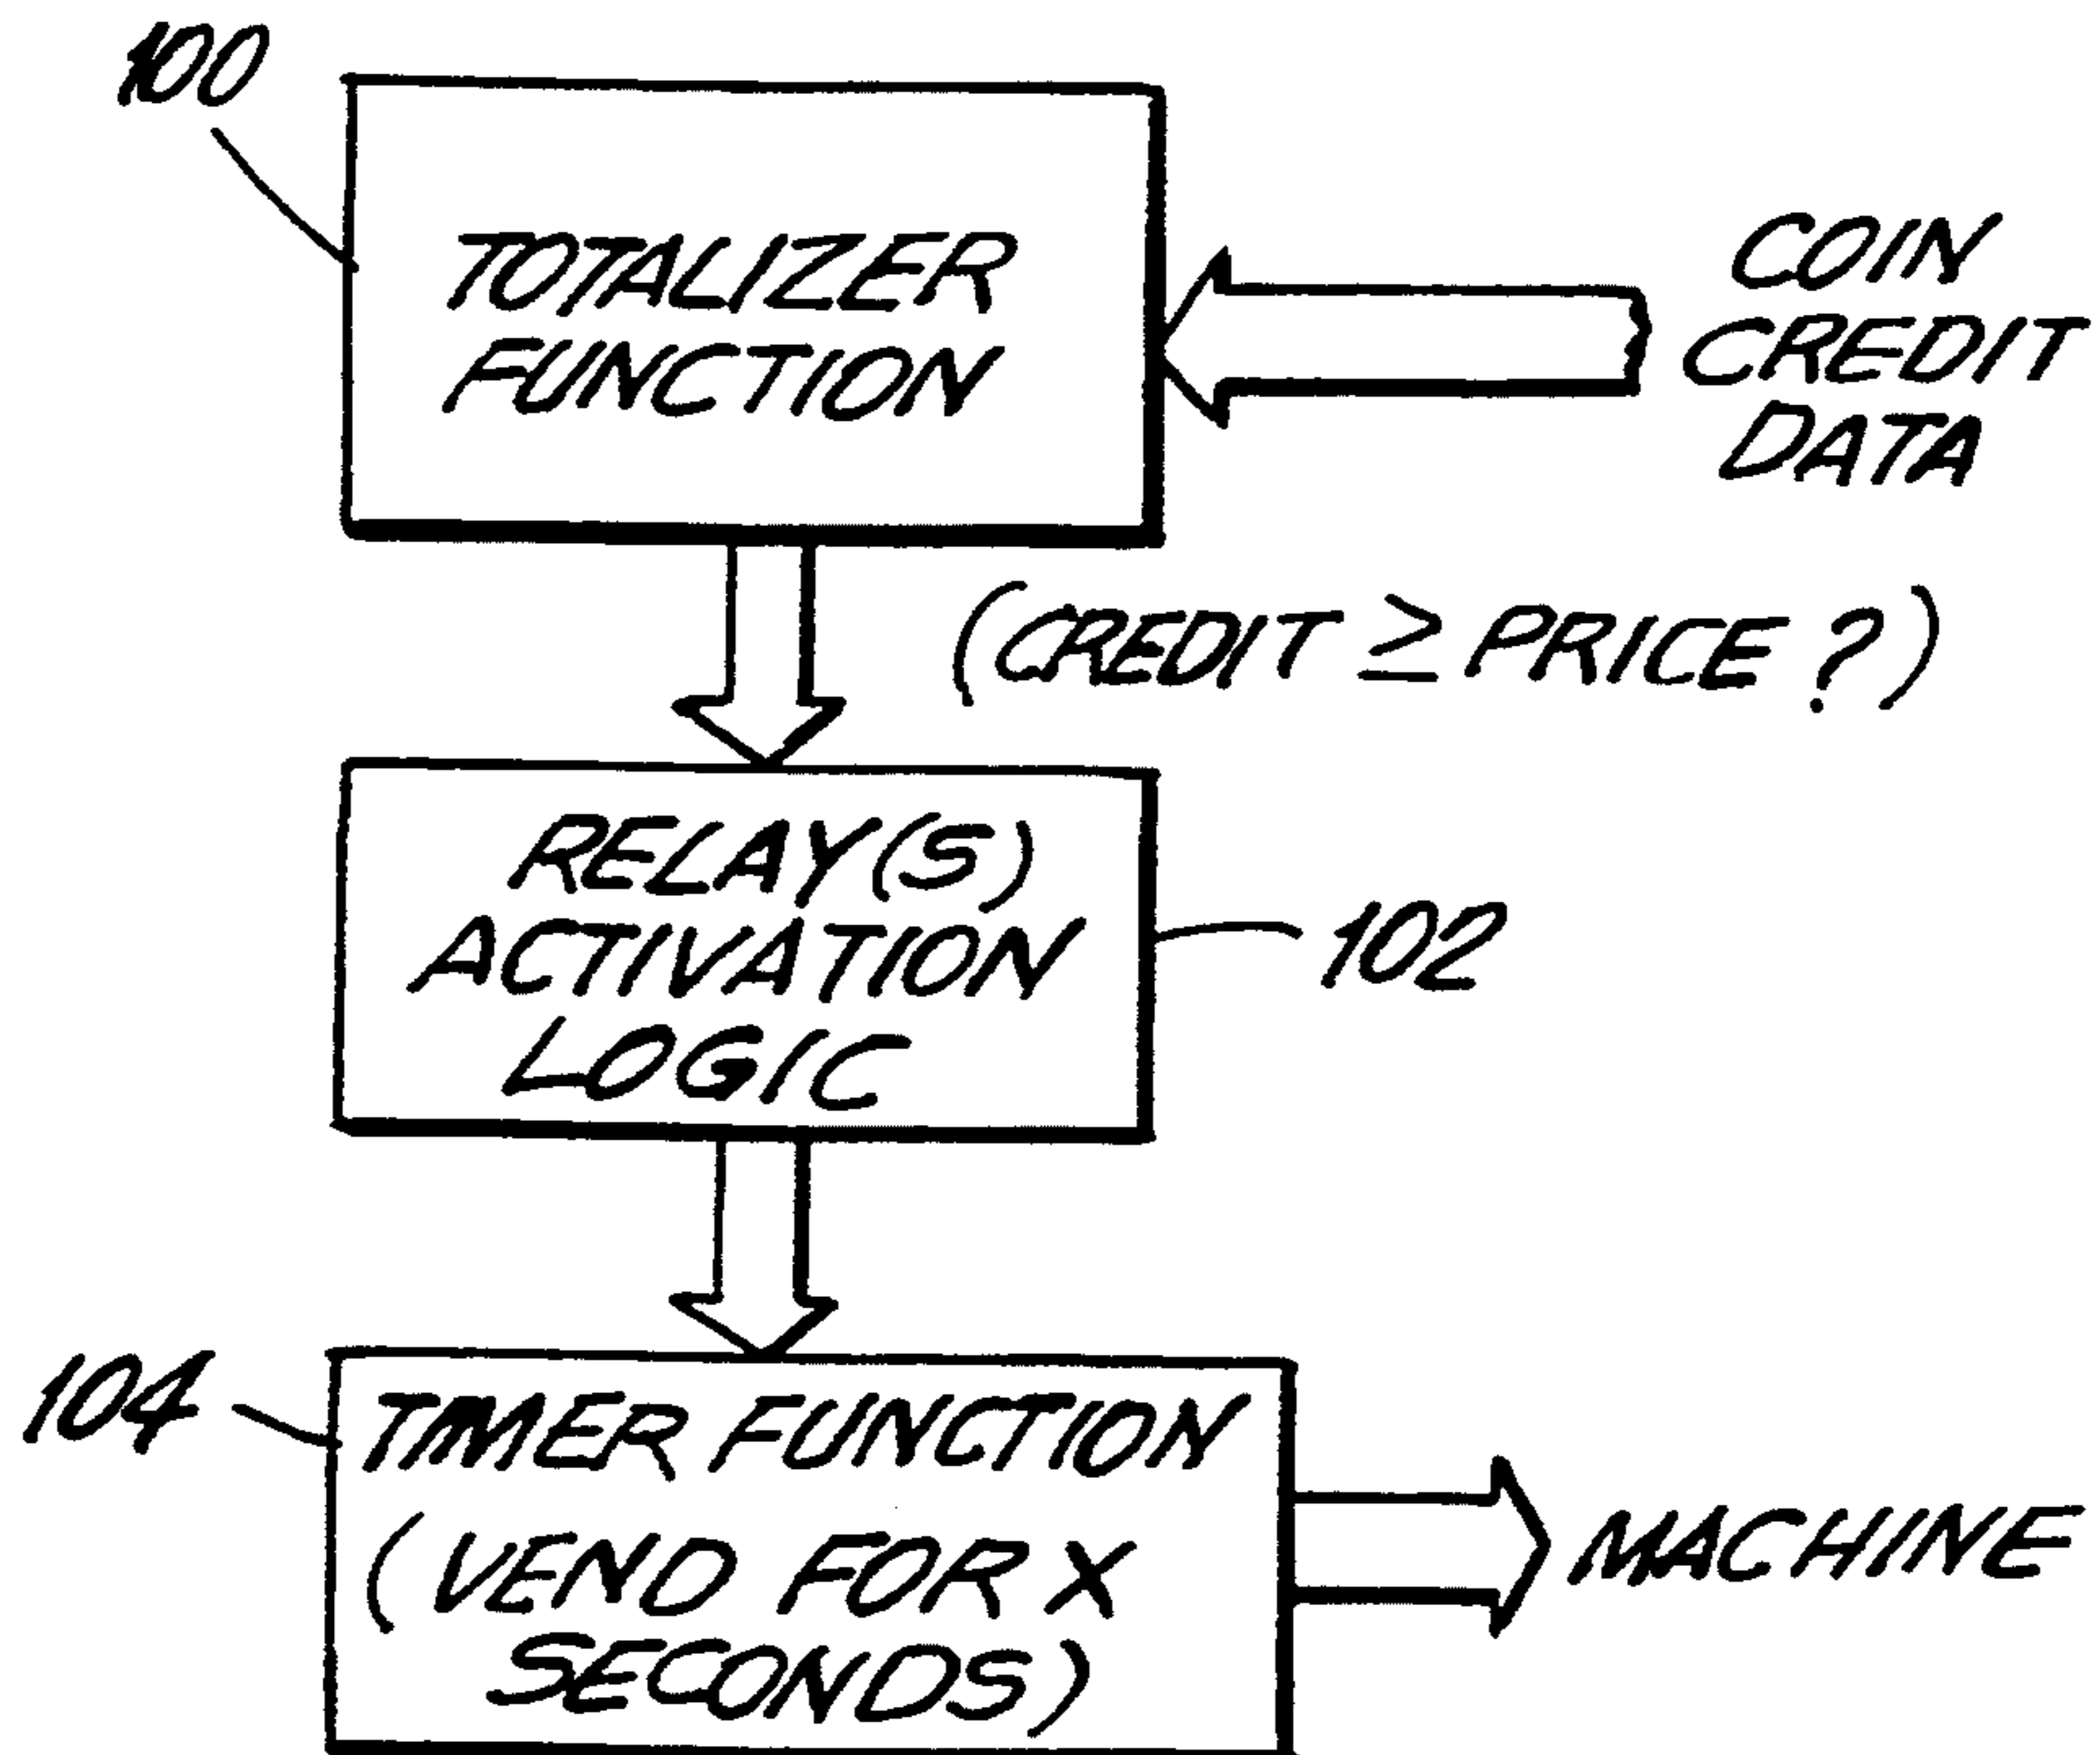 100
TOTALIZER
FUNCTION
COIN
CREDIT
DATA
(CREDIT ≥ PRICE ?)
RELAY(S)
ACTIVATION
LOGIC
102
104
TIMER FUNCTION
(VEND FOR X
SECONDS)
MACHINE